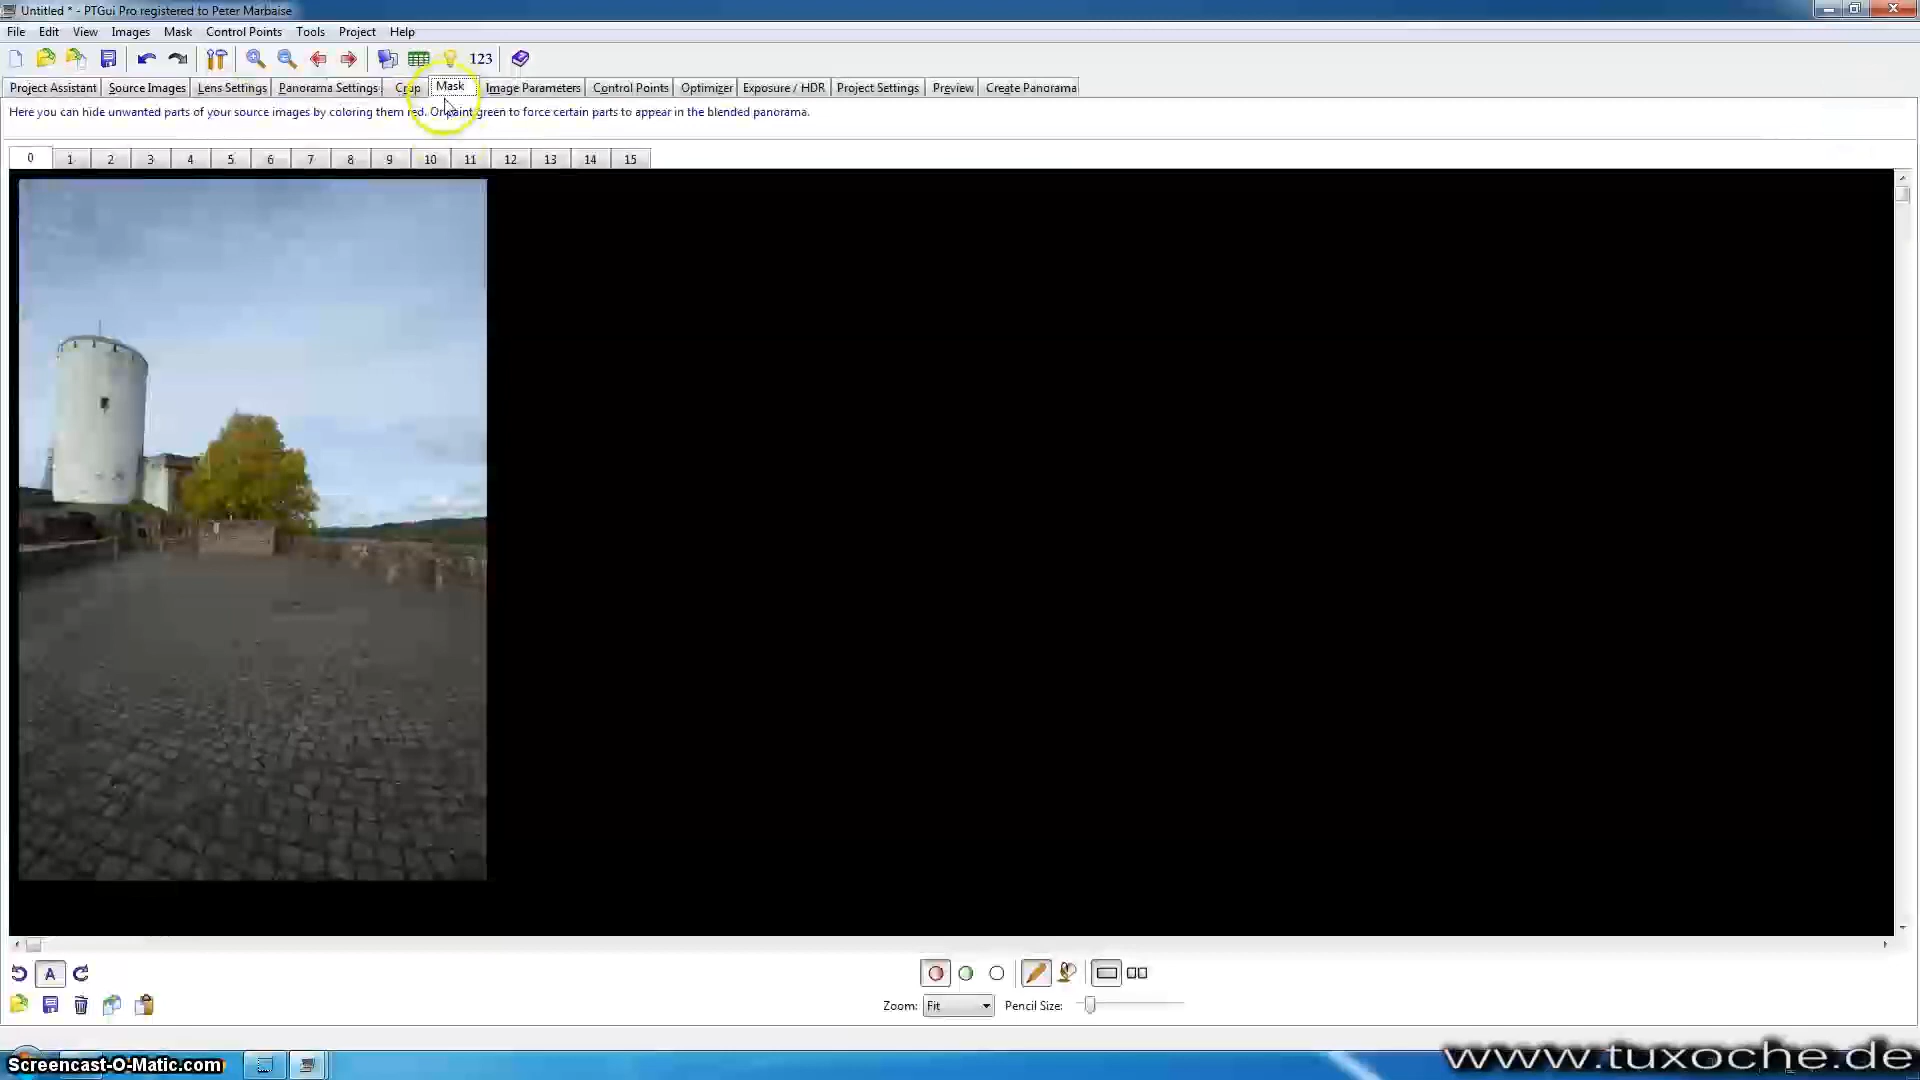 Untitled * - PTGui Pro registered to Peter Marbaise
File Edit View Images Mask Control Points Tools Project Help
123
Project Assistant Source Images Lens Settings Panorama Settings Crop Mask Image Parameters Control Points Optimizer Exposure / HDR Project Settings Preview Create Panorama
Here you can hide unwanted parts of your source images by coloring them red. Or paint green to force certain parts to appear in the blended panorama.
0 1 2 3 4 5 6 7 8 9 10 11 12 13 14 15
A
Zoom: Fit Pencil Size:
Screencast-O-Matic.com
www.tuxoche.de